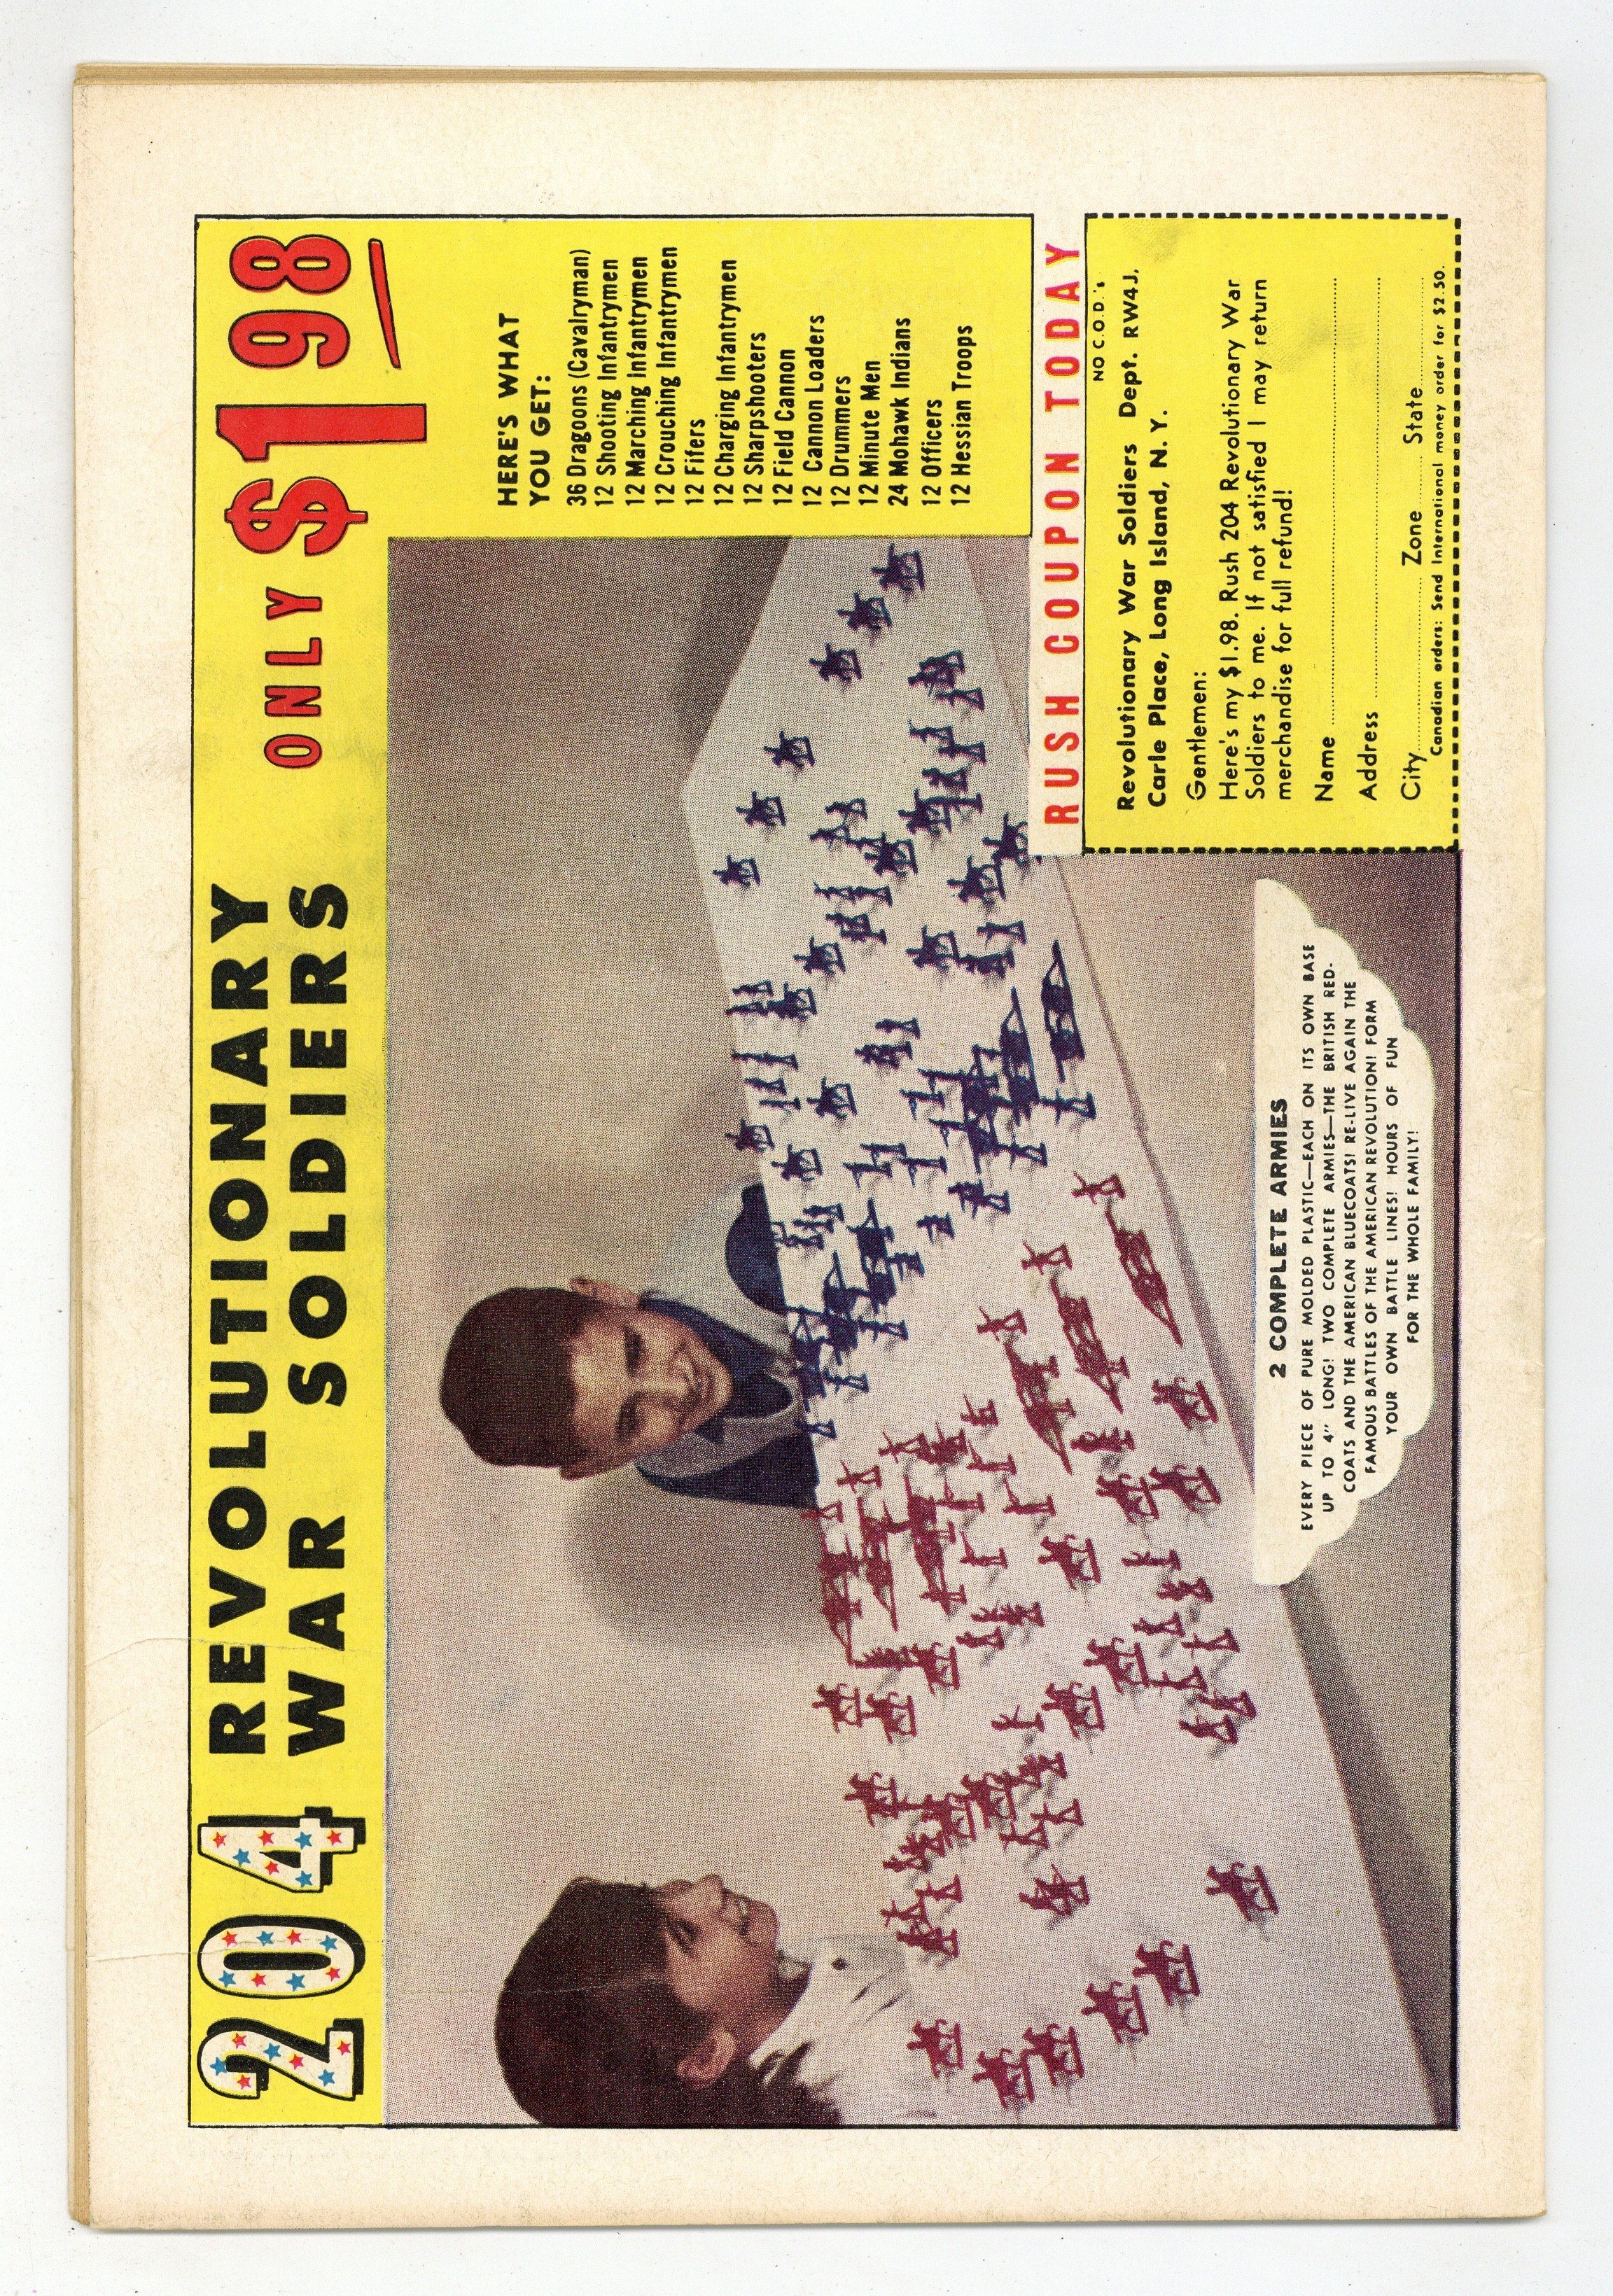 204 REVOLUTIONARY
WAR SOLDIERS
ONLY $198
HERE'S WHAT
YOU GET:
36 Dragoons (Cavalryman)
12 Shooting Infantrymen
12 Marching Infantrymen
12 Crouching Infantrymen
12 Fifers
12 Charging Infantrymen
12 Sharpshooters
12 Field Cannon
12 Cannon Loaders
12 Drummers
12 Minute Men
24 Mohawk Indians
12 Officers
12 Hessian Troops
RUSH COUPON TODAY
NO C.O.D.'s
Revolutionary War Soldiers Dept. RW4J,
Carle Place, Long Island, N. Y.
Gentlemen:
Here's my $1.98. Rush 204 Revolutionary War
Soldiers to me. If not satisfied I may return
merchandise for full refund!
Name
Address
City Zone State
Canadian orders: Send International money order for $2.50.
2 COMPLETE ARMIES
EVERY PIECE OF PURE MOLDED PLASTIC—EACH ON ITS OWN BASE
UP TO 4" LONG! TWO COMPLETE ARMIES—THE BRITISH RED-
COATS AND THE AMERICAN BLUECOATS! RE-LIVE AGAIN THE
FAMOUS BATTLES OF THE AMERICAN REVOLUTION! FORM
YOUR OWN BATTLE LINES! HOURS OF FUN
FOR THE WHOLE FAMILY!